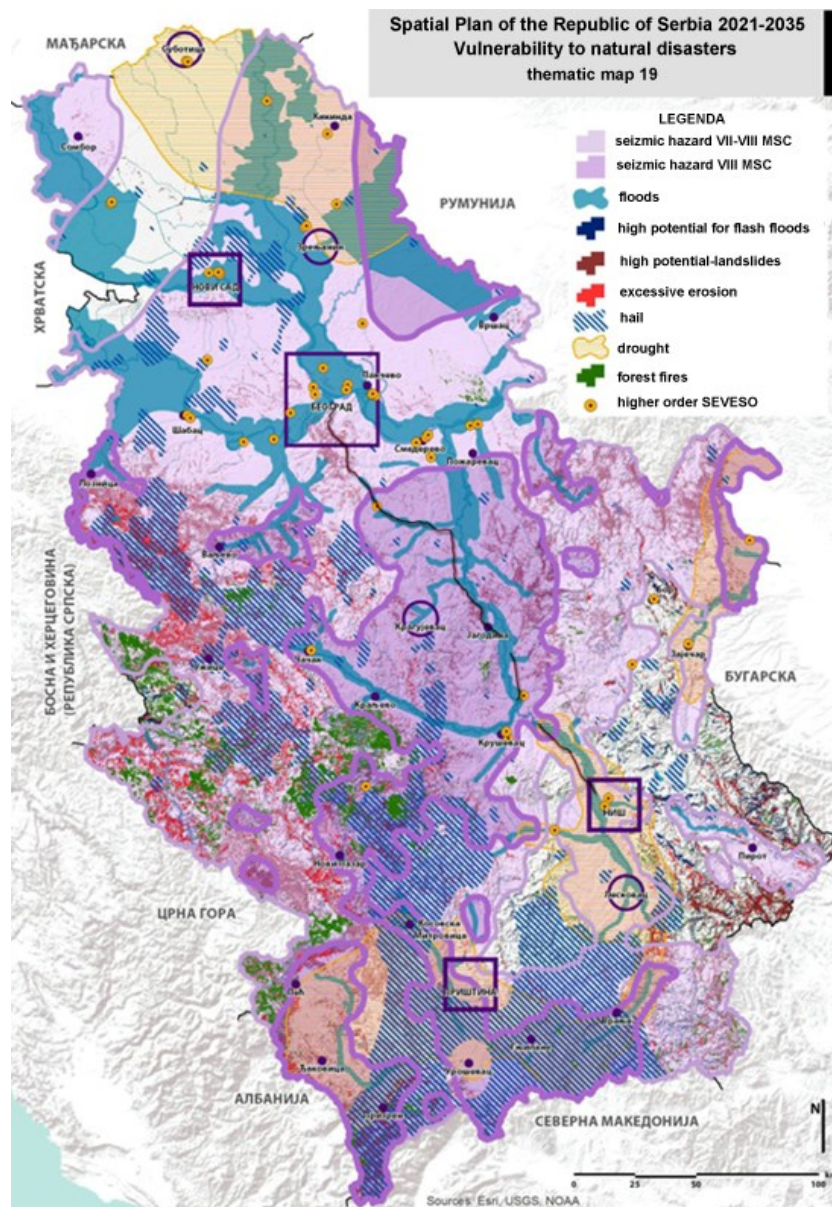 Spatial Plan of the Republic of Serbia 2021-2035
Vulnerability to natural disasters
thematic map 19
LEGENDA
seizmic hazard VII-VIII MSC
seizmic hazard VIII MSC
floods
high potential for flash floods
high potential-landslides
excessive erosion
hail
drought
forest fires
higher order SEVESO
МАЂАРСКА
Суботица
Кикинда
Сомбор
РУМУНИЈА
Зрењанин
ХРВАТСКА
НОВИ САД
Вршац
Панчево
БЕОГРАД
Шабац
Смедерево
Пожаревац
Лозница
Ваљево
БОСНА И ХЕРЦЕГОВИНА
(РЕПУБЛИКА СРПСКА)
Бор
Крагујевац
Јагодина
Зајечар
Ужице
Чачак
БУГАРСКА
Краљево
Крушевац
НИШ
Пирот
Нови Пазар
Лесковац
ЦРНА ГОРА
Косовска
Митровица
Пећ
ПРИШТИНА
Врање
Гњилане
Ђаковица
Урошевац
АЛБАНИЈА
Призрен
СЕВЕРНА МАКЕДОНИЈА
N
0 25 50 100
Sources: Esri, USGS, NOAA